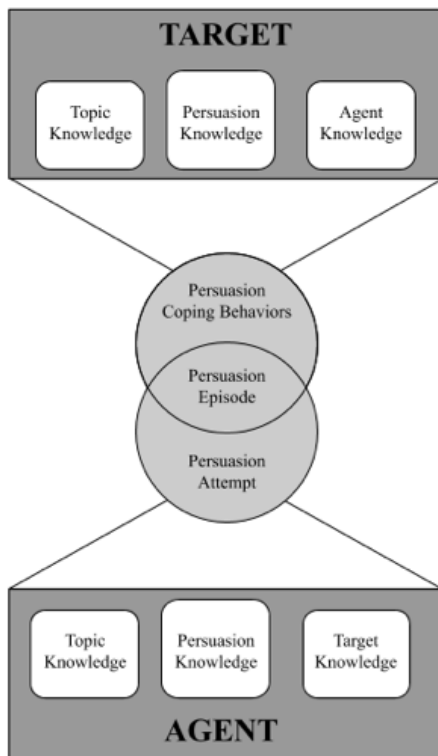 TARGET
Topic
Knowledge
Persuasion
Knowledge
Agent
Knowledge
Persuasion
Coping Behaviors
Persuasion
Episode
Persuasion
Attempt
Topic
Knowledge
Persuasion
Knowledge
Target
Knowledge
AGENT